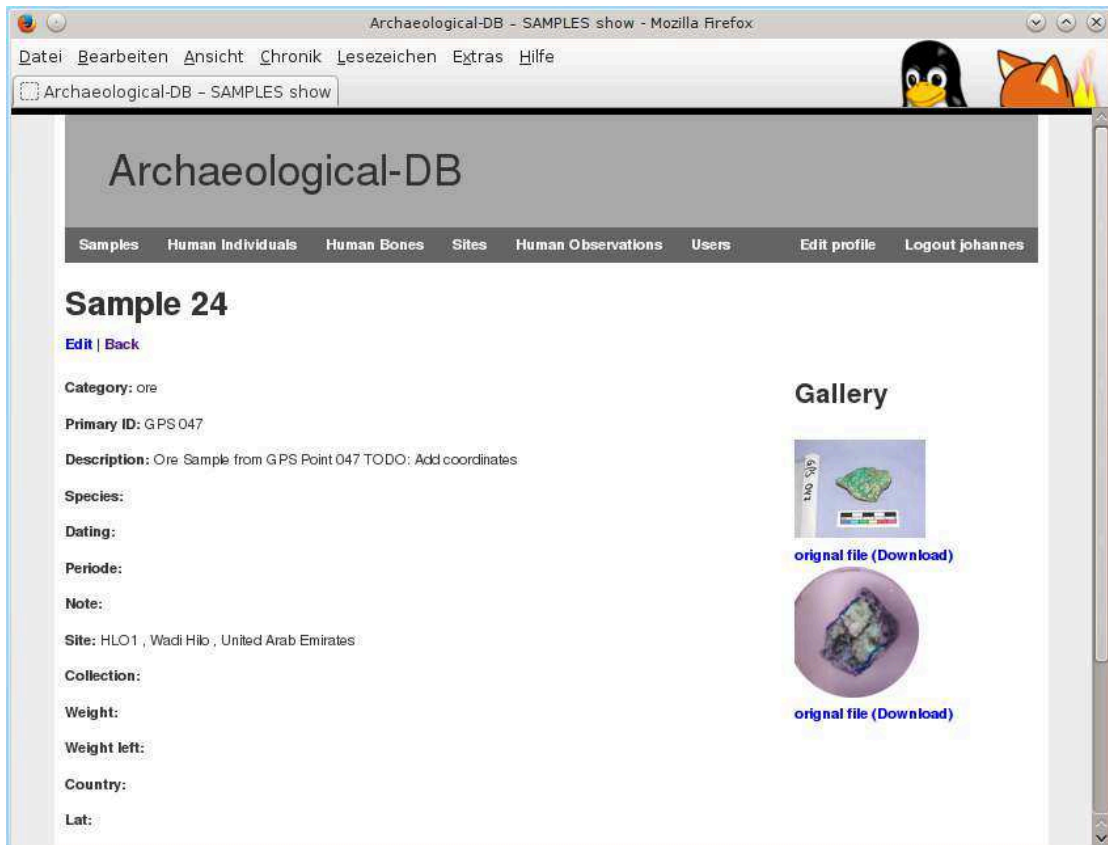 Archaeological-DB – SAMPLES show - Mozilla Firefox
Datei Bearbeiten Ansicht Chronik Lesezeichen Extras Hilfe
Archaeological-DB – SAMPLES show
Archaeological-DB
Samples Human Individuals Human Bones Sites Human Observations Users Edit profile Logout johannes
Sample 24
Edit | Back
Category: ore
Primary ID: GPS 047
Description: Ore Sample from GPS Point 047 TODO: Add coordinates
Species:
Dating:
Periode:
Note:
Site: HLO1 , Wadi Hilo , United Arab Emirates
Collection:
Weight:
Weight left:
Country:
Lat:
Gallery
GPS 047
orignal file (Download)
orignal file (Download)